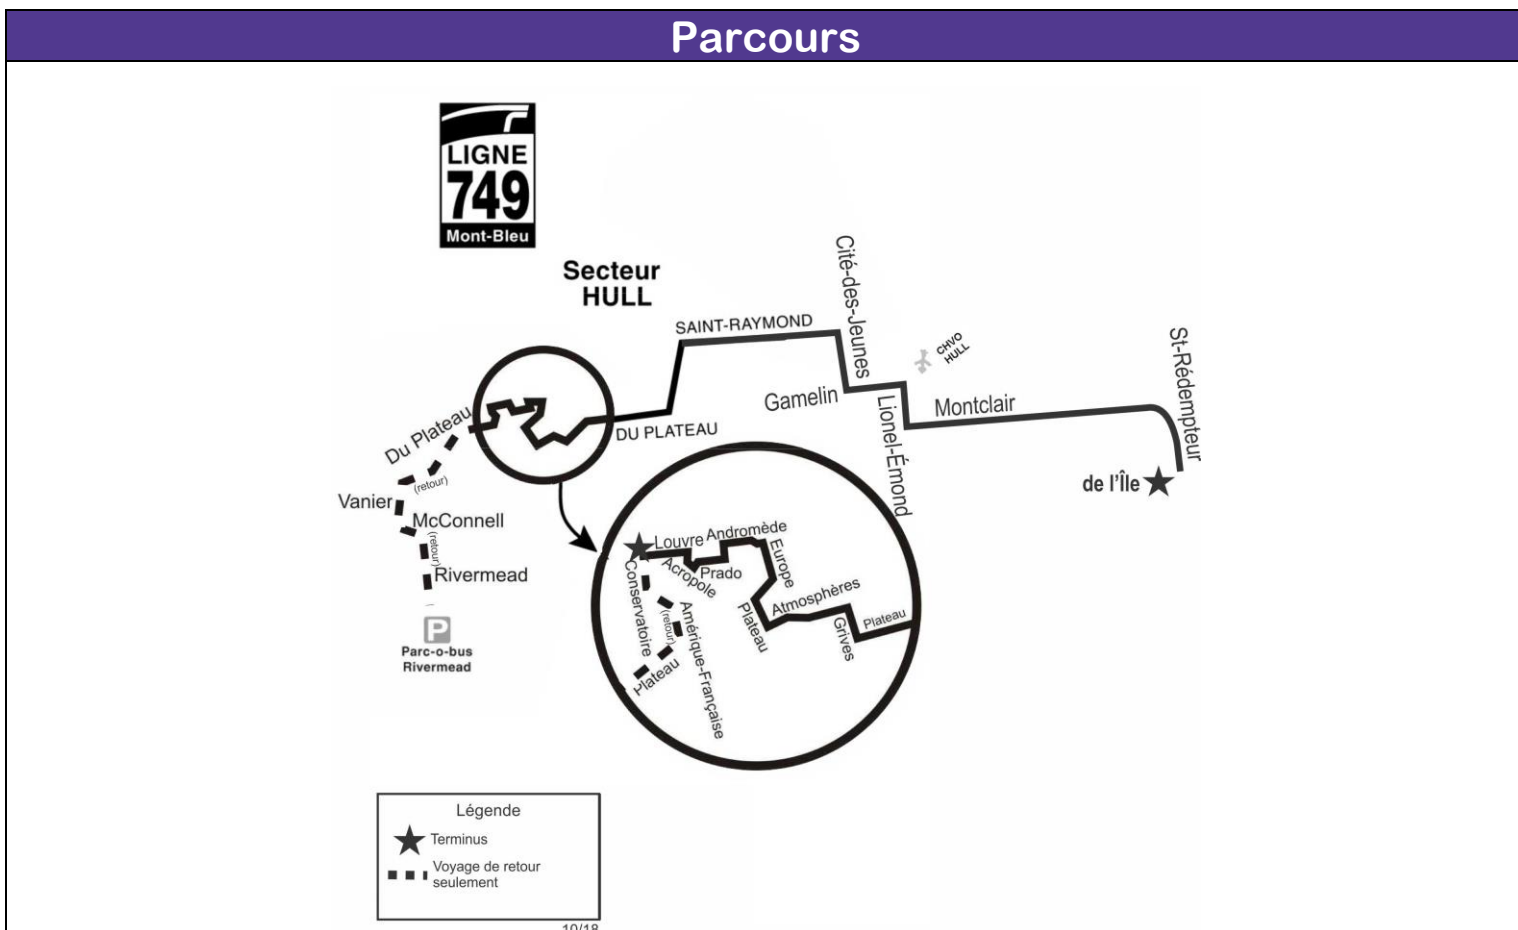 Parcours
LIGNE
749
Mont-Bleu
Secteur
HULL
SAINT-RAYMOND
Cité-des-Jeunes
CHVO
HULL
St-Rédempteur
Gamelin
Lionel-Émond
Montclair
Du Plateau
DU PLATEAU
(retour)
de l'Île
Vanier
McConnell
(retour)
Rivermead
P
Parc-o-bus
Rivermead
Louvre
Andromède
Europe
Acropole
Prado
Conservatoire
Atmosphères
Plateau
Grives
Plateau
Amérique-Française
(retour)
Plateau
Légende
Terminus
Voyage de retour
seulement
10/18